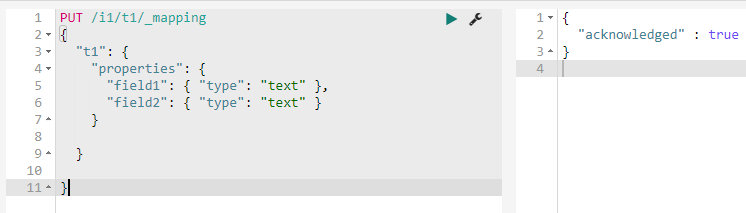 1 PUT /i1/t1/_mapping
2 {
3 "t1": {
4 "properties": {
5 "field1": { "type": "text" },
6 "field2": { "type": "text" }
7 }
8
9 }
10
11 }
1 {
2 "acknowledged" : true
3 }
4